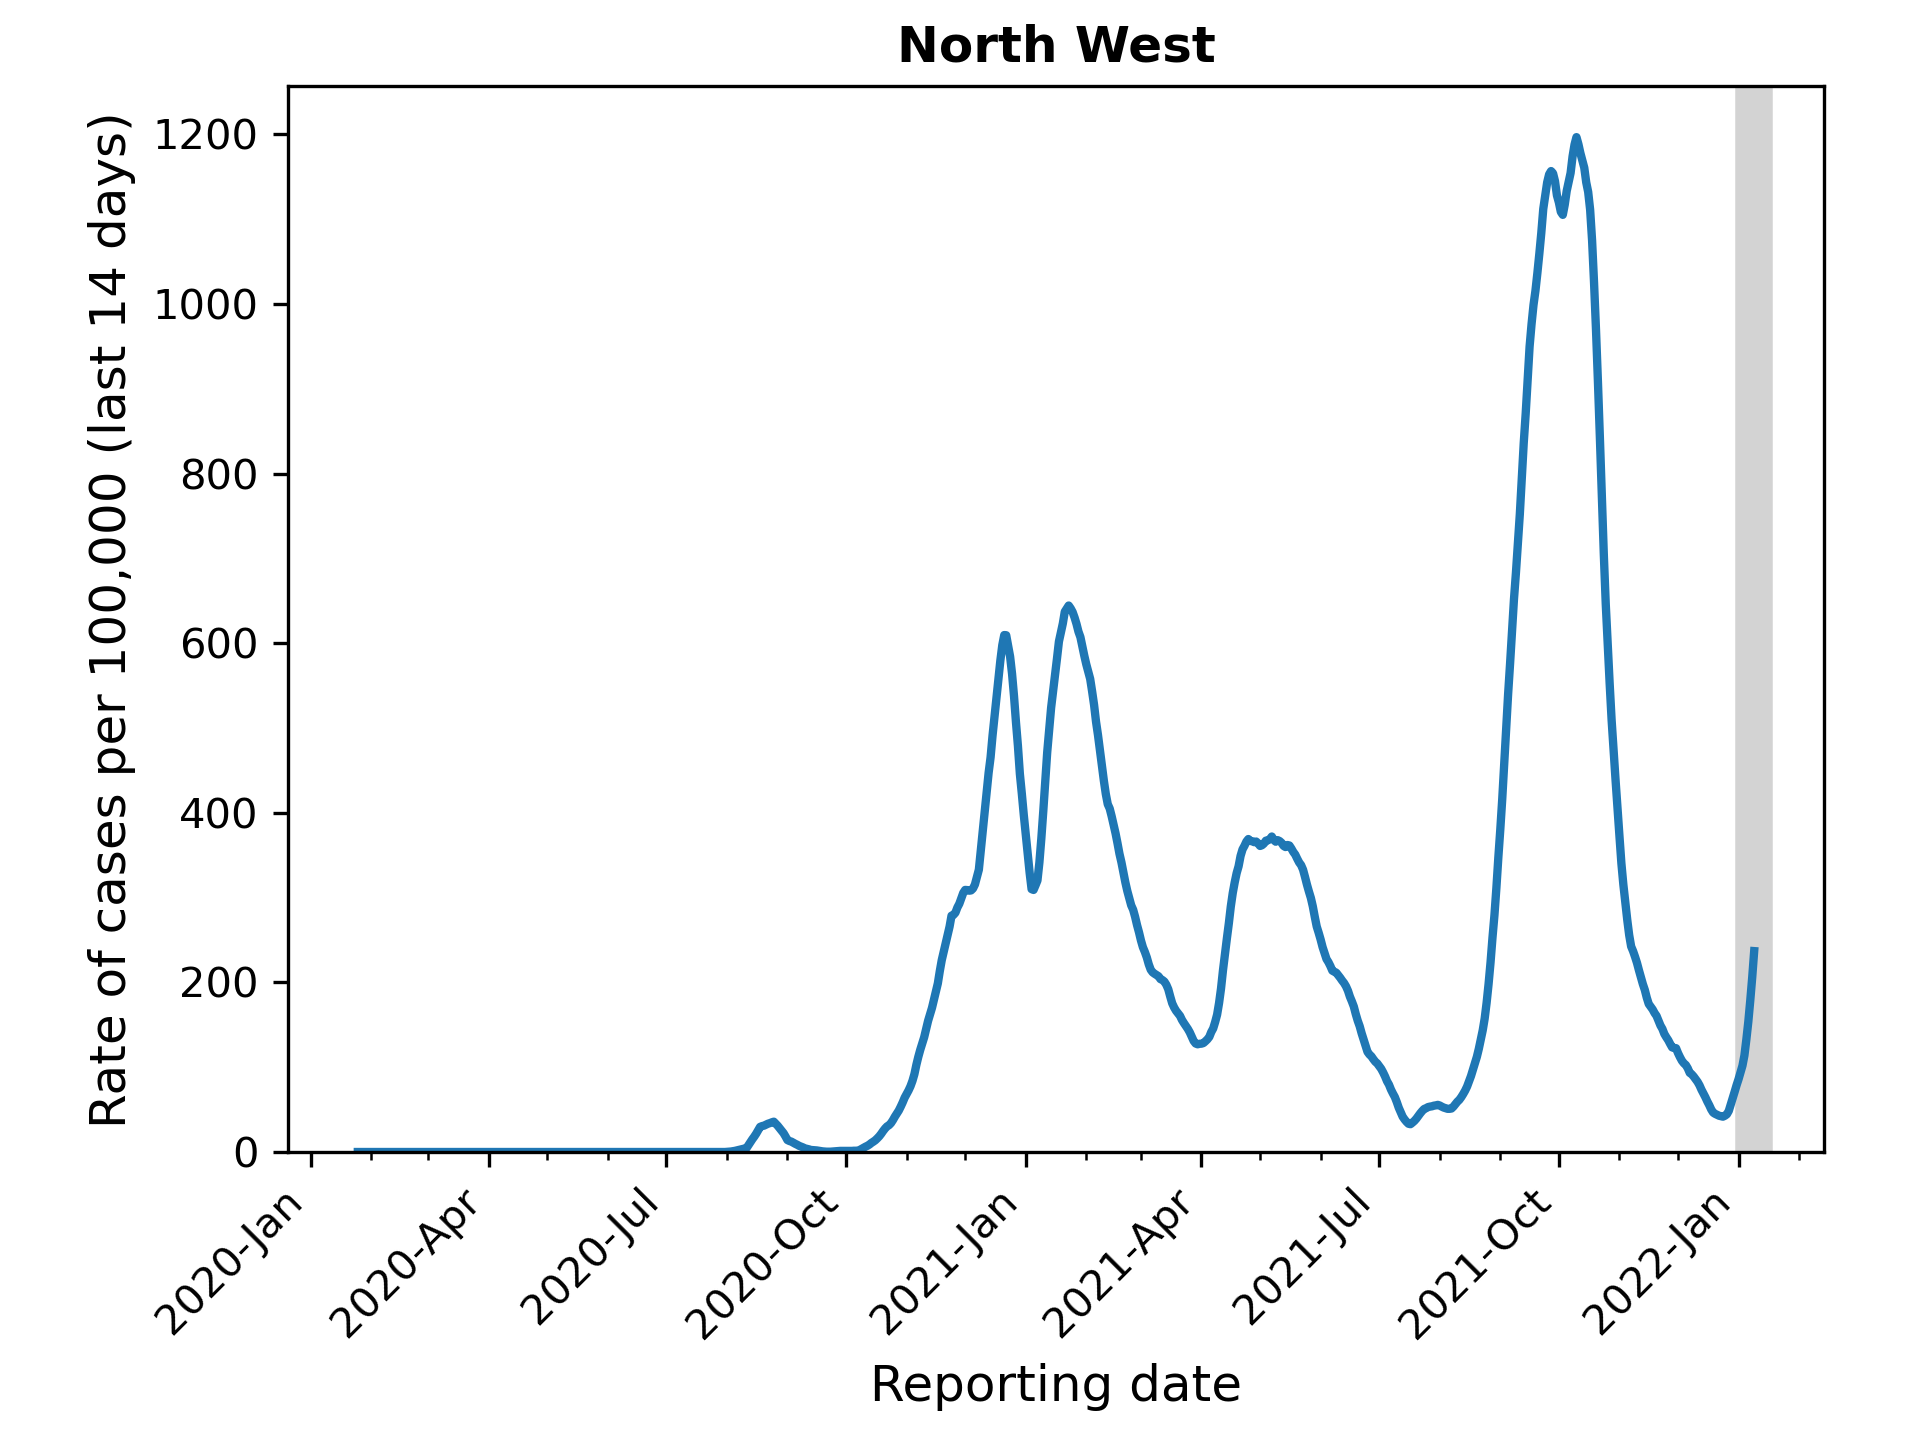 North West
Rate of cases per 100,000 (last 14 days)
1200
1000
800
600
400
200
0
2020-Jan
2020-Apr
2020-Jul
2020-Oct
2021-Jan
2021-Apr
2021-Jul
2021-Oct
2022-Jan
Reporting date